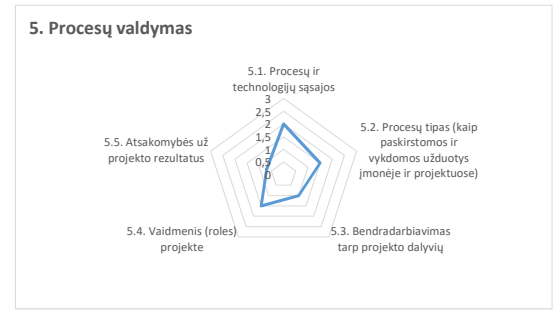 5. Procesų valdymas
5.1. Procesų ir
technologijų sąsajos
3
2,5
2
1,5
1
0,5
0
5.2. Procesų tipas (kaip
paskirstomos ir
vykdomos užduotys
įmonėje ir projektuose)
5.3. Bendradarbiavimas
tarp projekto dalyvių
5.4. Vaidmenis (roles)
projekte
5.5. Atsakomybės už
projekto rezultatus